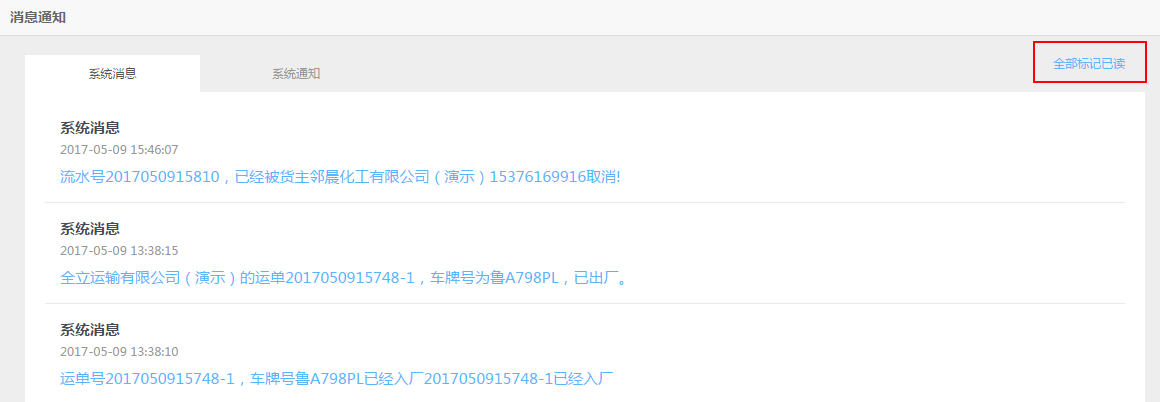 消息通知
系统消息
系统通知
全部标记已读
系统消息
2017-05-09 15:46:07
流水号2017050915810，已经被货主邻晨化工有限公司（演示）15376169916取消!
系统消息
2017-05-09 13:38:15
全立运输有限公司（演示）的运单2017050915748-1，车牌号为鲁A798PL，已出厂。
系统消息
2017-05-09 13:38:10
运单号2017050915748-1，车牌号鲁A798PL已经入厂2017050915748-1已经入厂